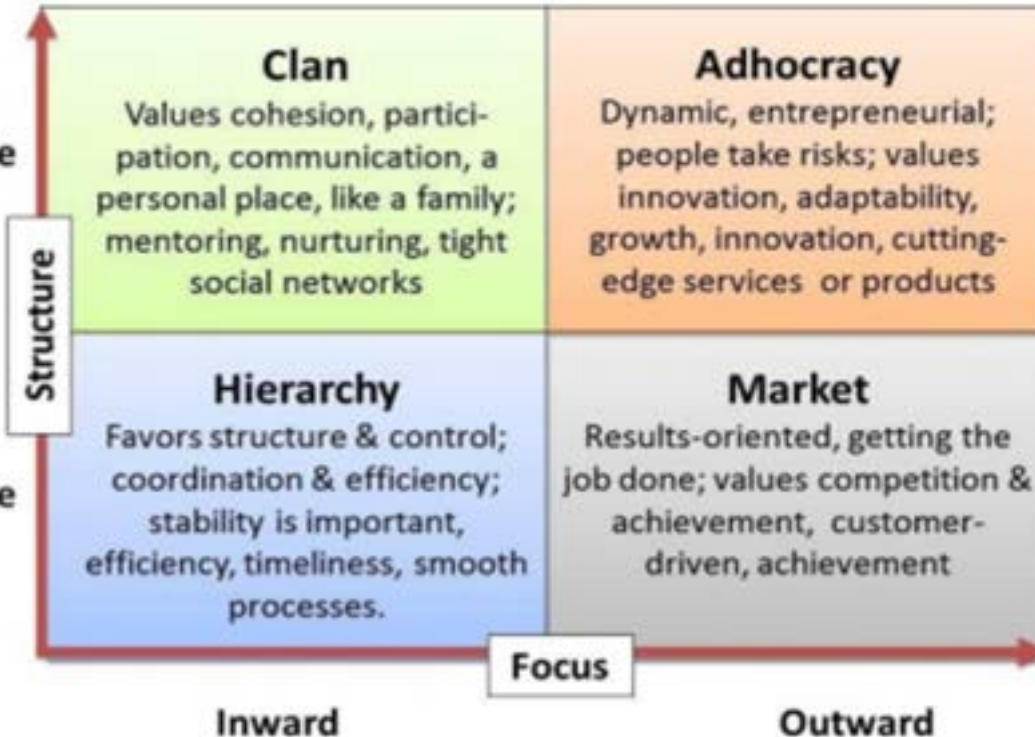 Clan
Values cohesion, partici-
pation, communication, a
personal place, like a family;
mentoring, nurturing, tight
social networks
Adhocracy
Dynamic, entrepreneurial;
people take risks; values
innovation, adaptability,
growth, innovation, cutting-
edge services or products
Structure
Hierarchy
Favors structure & control;
coordination & efficiency;
stability is important,
efficiency, timeliness, smooth
processes.
Market
Results-oriented, getting the
job done; values competition &
achievement, customer-
driven, achievement
Focus
Inward
Outward